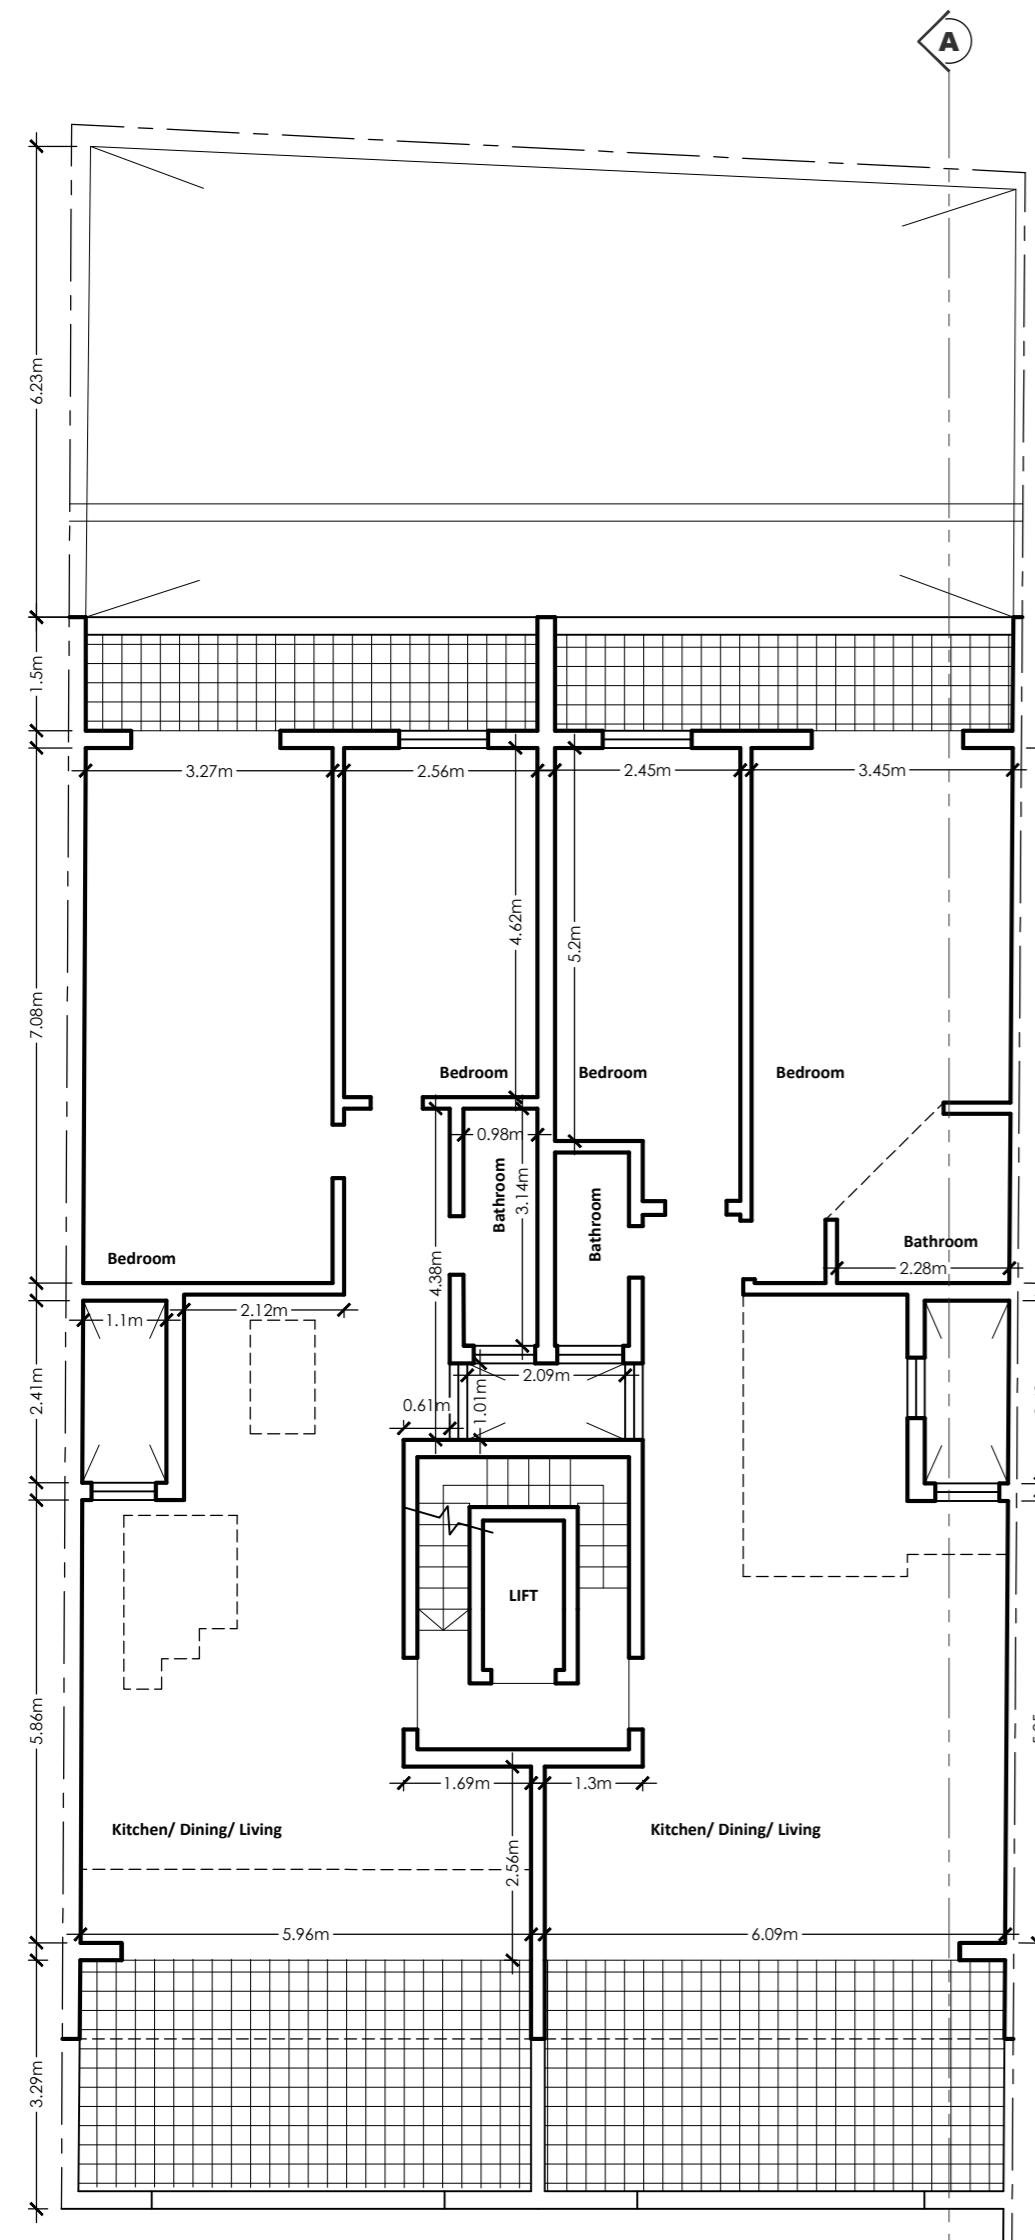 A
6.23m
1.5m
3.27m
2.56m
2.45m
3.45m
4.62m
5.2m
7.08m
Bedroom
Bedroom
Bedroom
0.98m
Bathroom
3.14m
Bathroom
Bedroom
Bathroom
4.38m
2.28m
1.1m
2.12m
2.41m
2.09m
1.01m
0.61m
LIFT
5.86m
1.69m
1.3m
Kitchen/ Dining/ Living
Kitchen/ Dining/ Living
2.56m
5.96m
6.09m
3.29m